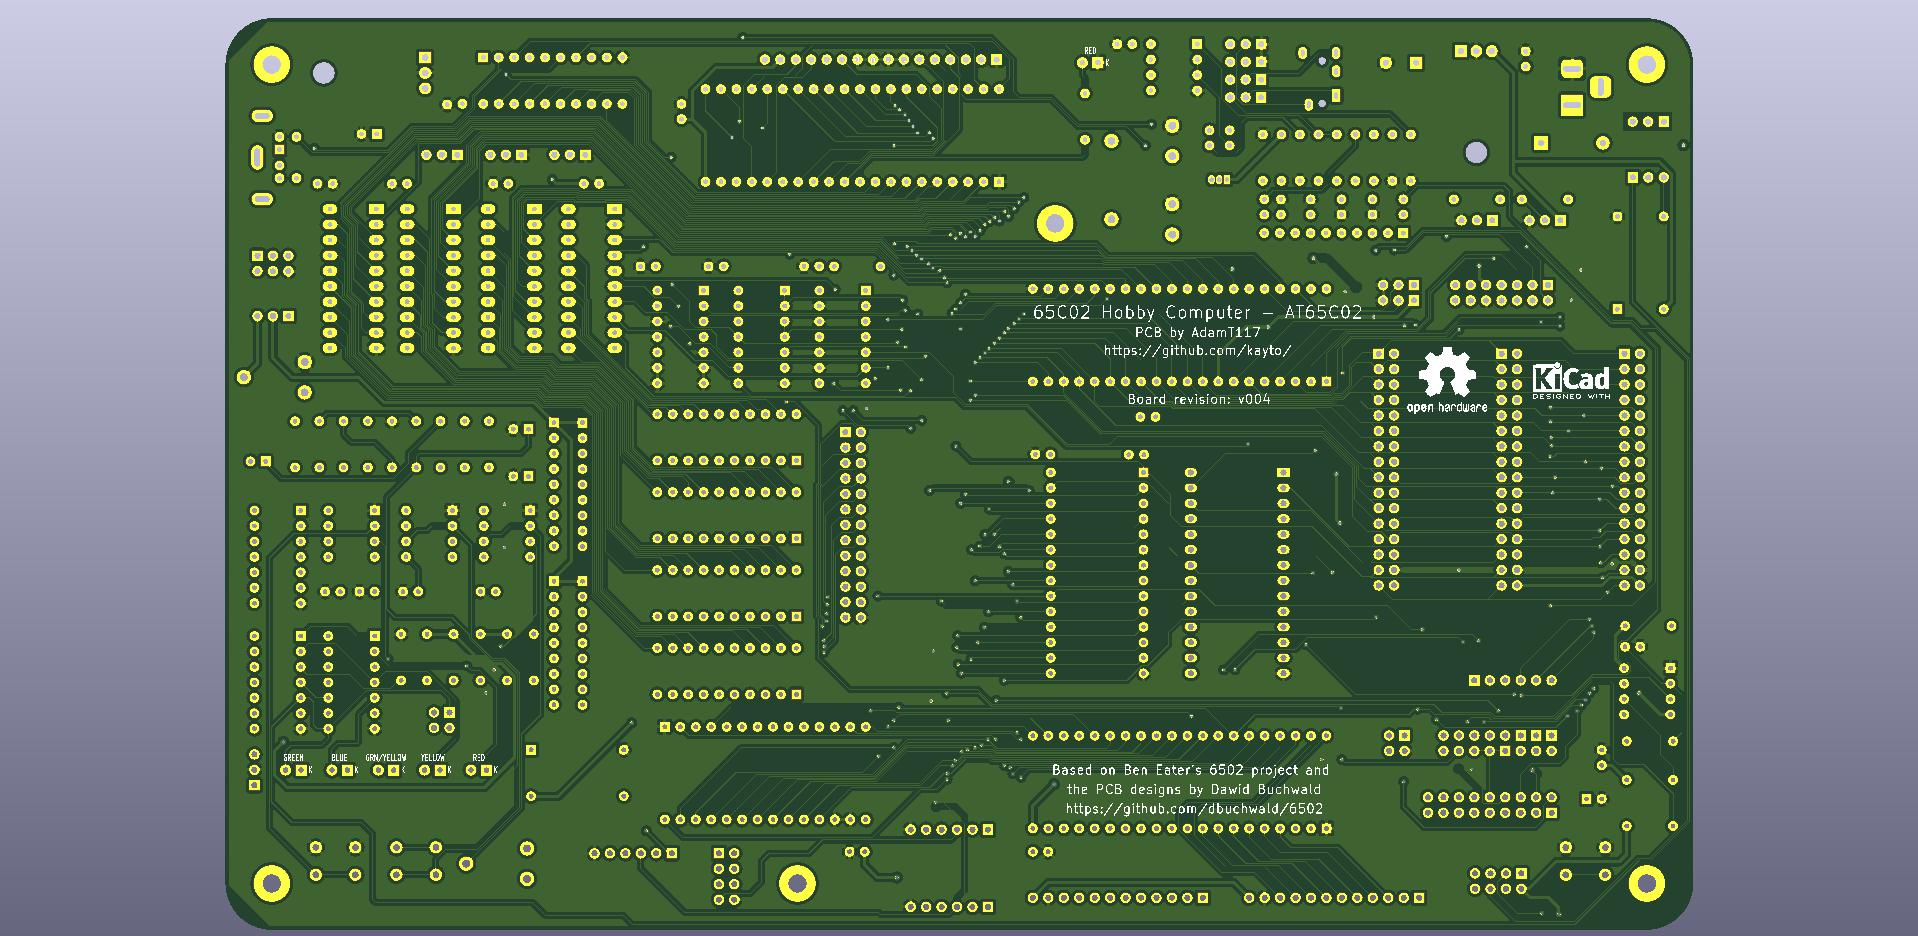 RED
K
65C02 Hobby Computer – AT65C02
PCB by AdamT117
https://github.com/kayto/
Board revision: v004
open hardware
KiCad
DESIGNED WITH
GREEN
BLUE
GRN/YELLOW
YELLOW
RED
K
K
K
K
K
Based on Ben Eater's 6502 project and
the PCB designs by Dawid Buchwald
https://github.com/dbuchwald/6502